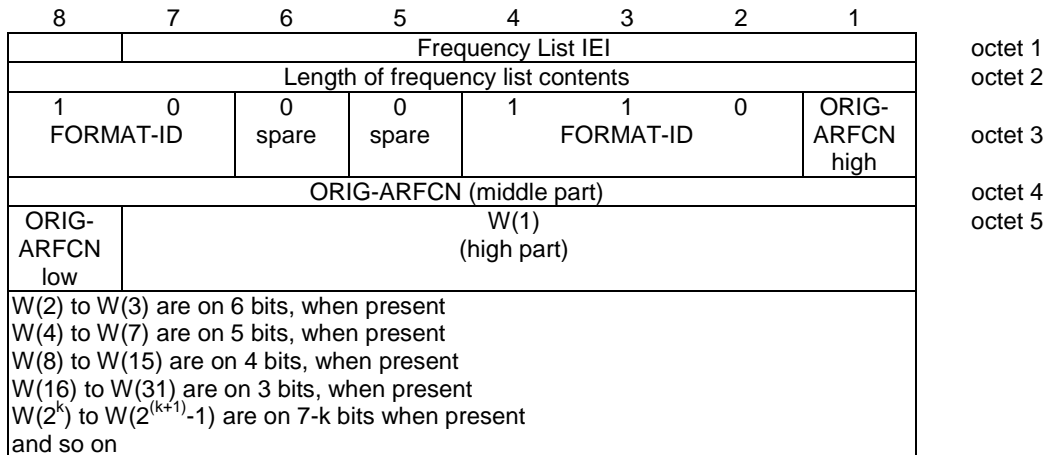 8 7 6 5 4 3 2 1
Frequency List IEI octet 1
Length of frequency list contents octet 2
1 0 0 0 1 1 0 ORIG-
FORMAT-ID spare spare FORMAT-ID ARFCN octet 3
high
ORIG-ARFCN (middle part) octet 4
ORIG- W(1) octet 5
ARFCN (high part)
low
W(2) to W(3) are on 6 bits, when present
W(4) to W(7) are on 5 bits, when present
W(8) to W(15) are on 4 bits, when present
W(16) to W(31) are on 3 bits, when present
W(2^k) to W(2^(k+1)-1) are on 7-k bits when present
and so on